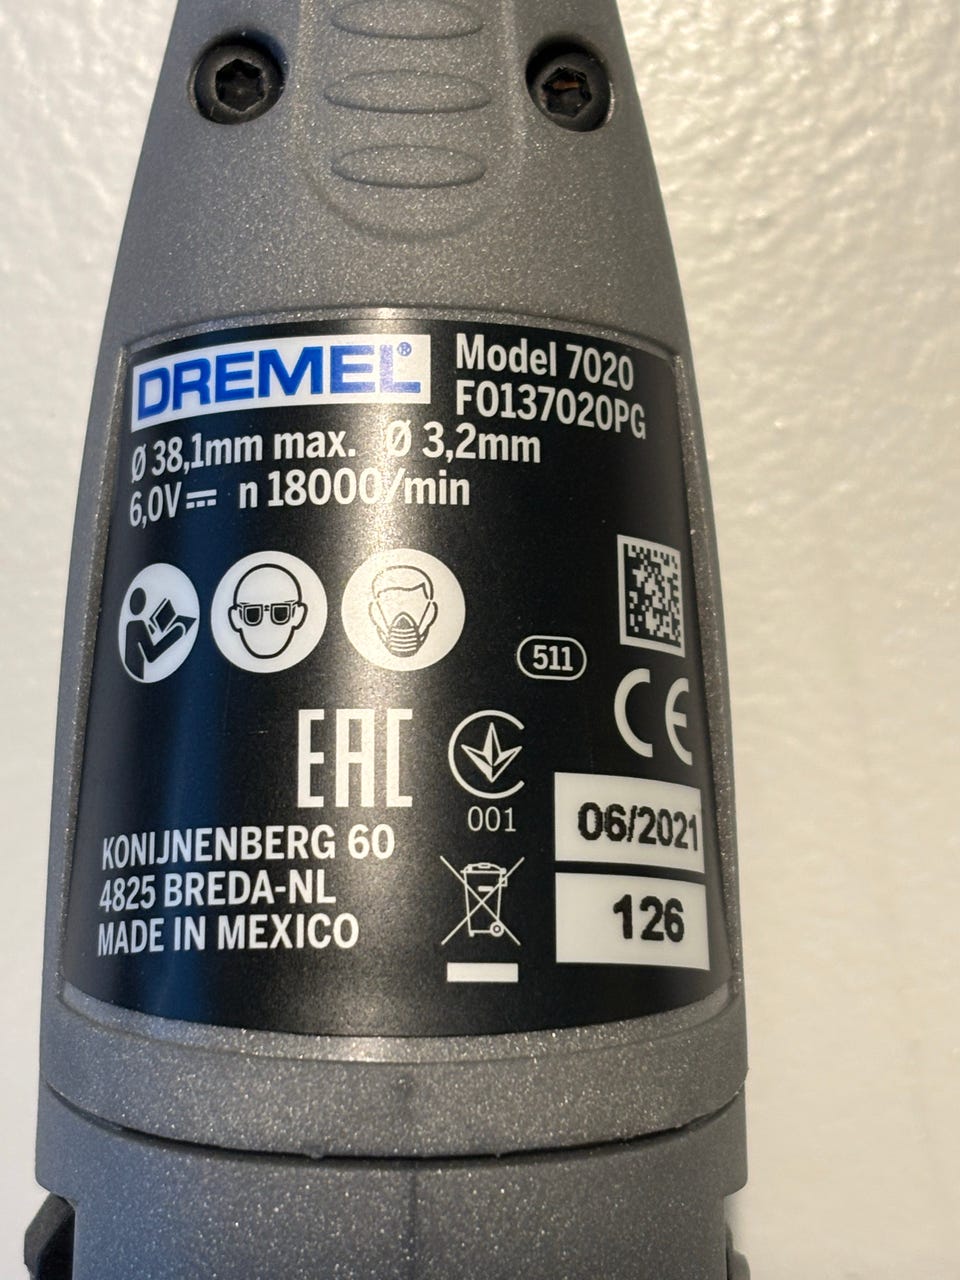 DREMEL®
Model 7020
F0137020PG
Ø 38,1mm max. Ø 3,2mm
6,0V⎓ n 18000/min
511
CE
EAC
001
06/2021
126
KONIJNENBERG 60
4825 BREDA-NL
MADE IN MEXICO